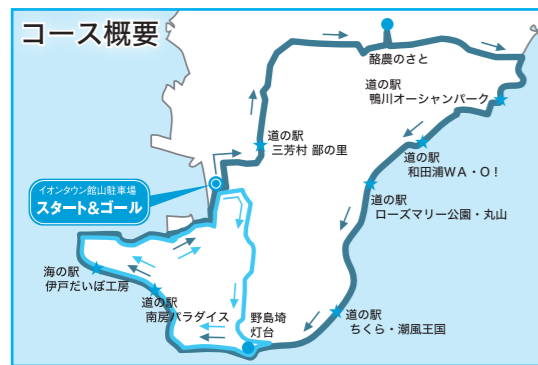 コース概要
酪農のさと
道の駅
鴨川オーシャンパーク
道の駅
三芳村 鄙の里
道の駅
和田浦WA・O！
イオンタウン館山駐車場
スタート&ゴール
道の駅
ローズマリー公園・丸山
海の駅
伊戸だいぼ工房
道の駅
南房パラダイス
野島埼
灯台
道の駅
ちくら・潮風王国